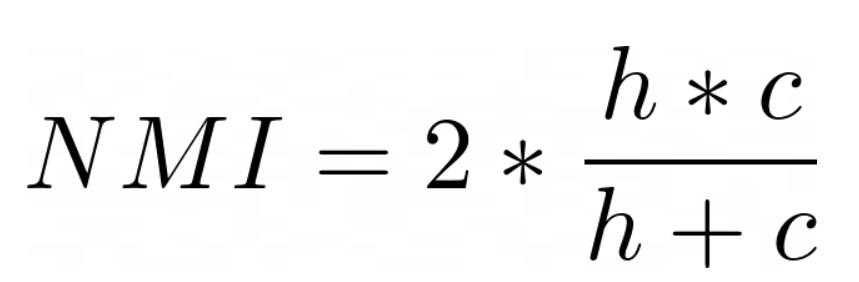 NMI = 2 * \frac{h * c}{h + c}